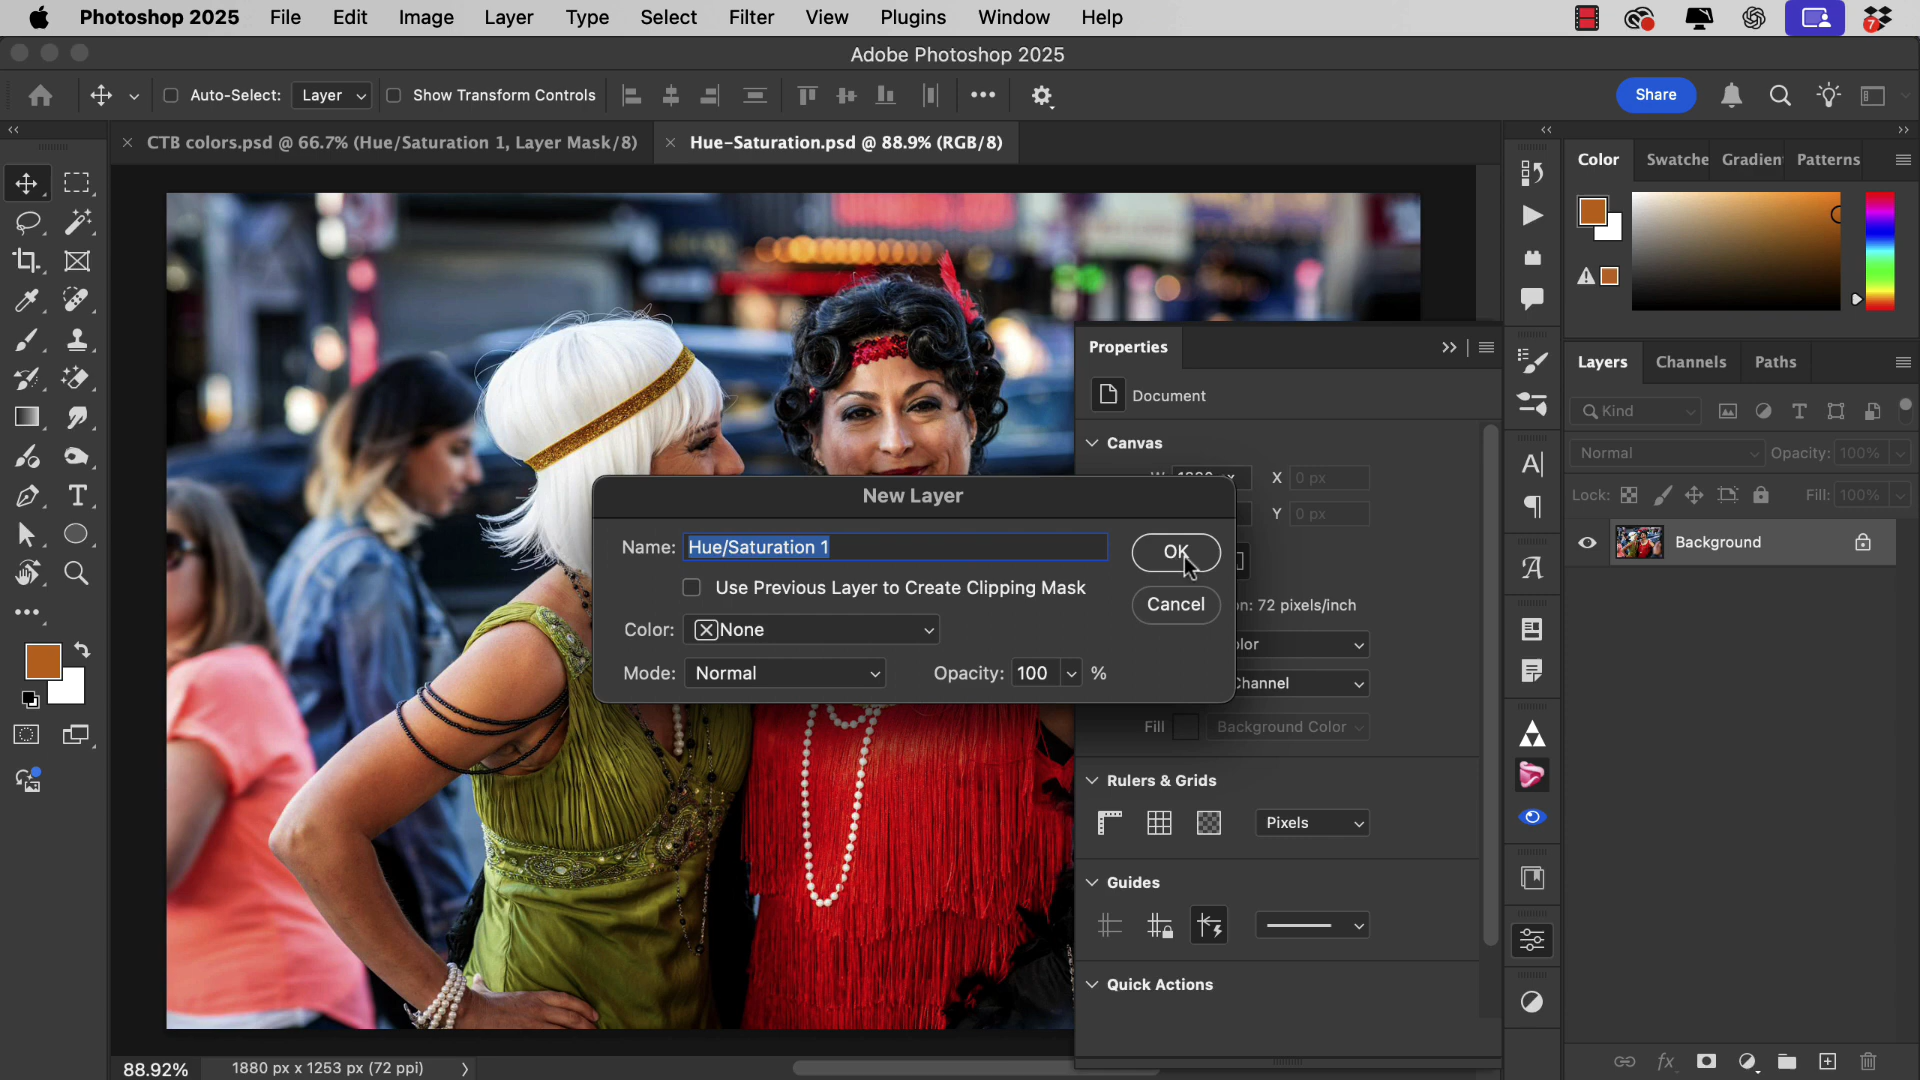 Photoshop 2025 File Edit Image Layer Type Select Filter View Plugins Window Help
7
Adobe Photoshop 2025
Auto-Select: Layer Show Transform Controls Share
CTB colors.psd @ 66.7% (Hue/Saturation 1, Layer Mask/8) Hue-Saturation.psd @ 88.9% (RGB/8)
Color Swatche Gradien Patterns
Properties
Document
Canvas
X 0 px
Y 0 px
on: 72 pixels/inch
Channel
Fill Background Color
Rulers & Grids
Pixels
Guides
Quick Actions
New Layer
Name: Hue/Saturation 1
OK
Use Previous Layer to Create Clipping Mask
Cancel
Color: None
Mode: Normal Opacity: 100 %
Layers Channels Paths
Kind
Normal Opacity: 100%
Lock: Fill: 100%
Background
fx
88.92% 1880 px x 1253 px (72 ppi)